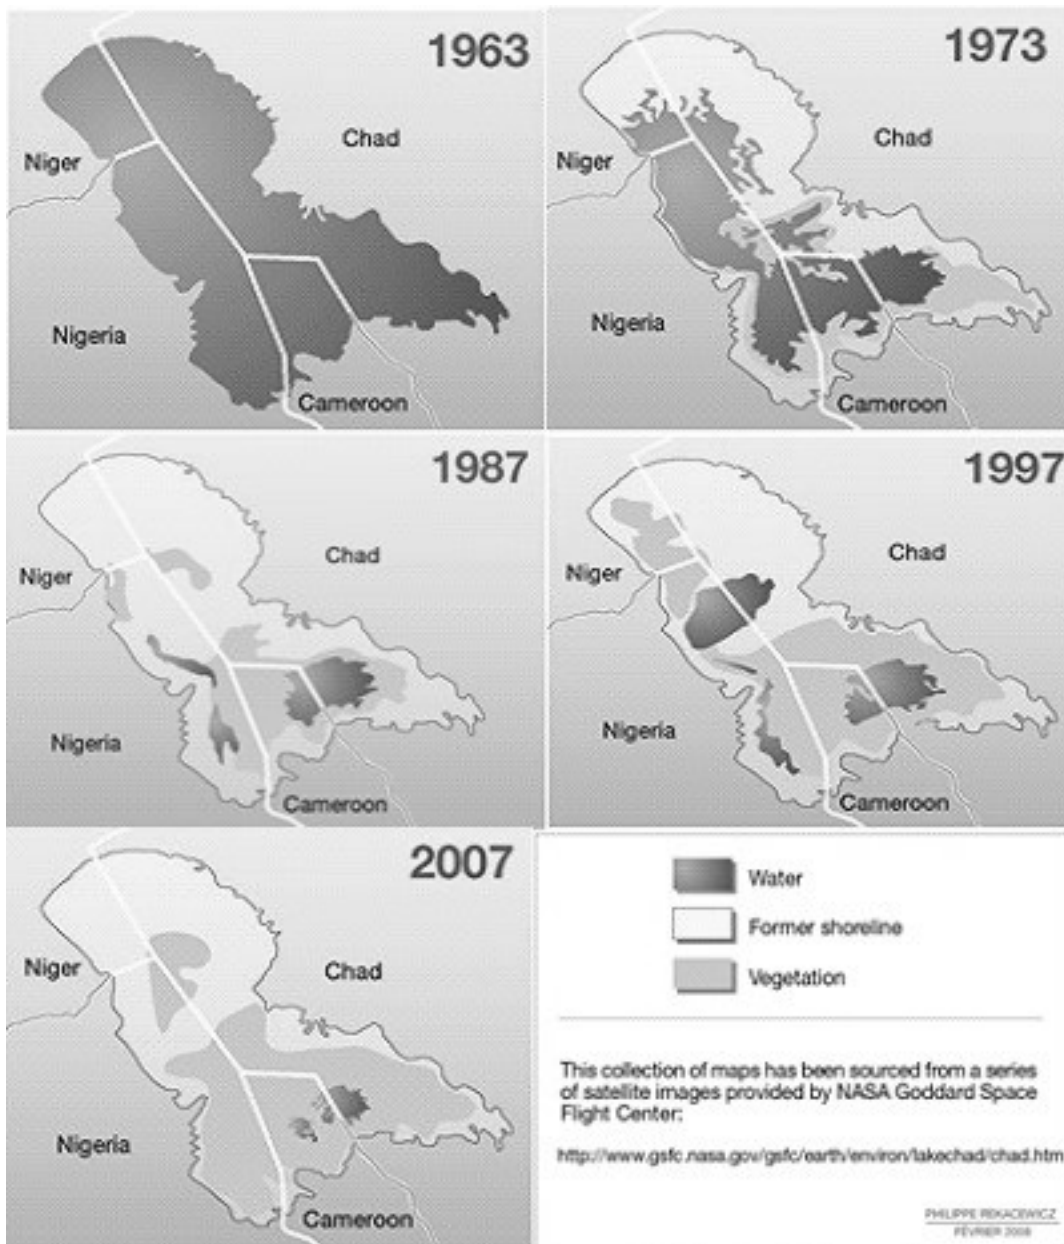 1963
Chad
Niger
Nigeria
Cameroon
1973
Chad
Niger
Nigeria
Cameroon
1987
Chad
Niger
Nigeria
Cameroon
1997
Chad
Niger
Nigeria
Cameroon
2007
Chad
Niger
Nigeria
Cameroon
Water
Former shoreline
Vegetation
This collection of maps has been sourced from a series
of satellite images provided by NASA Goddard Space
Flight Center:
http://www.gsfc.nasa.gov/gsfc/earth/environ/lakechad/chad.htm
PHILIPPE REKACEWICZ
FÉVRIER 2008